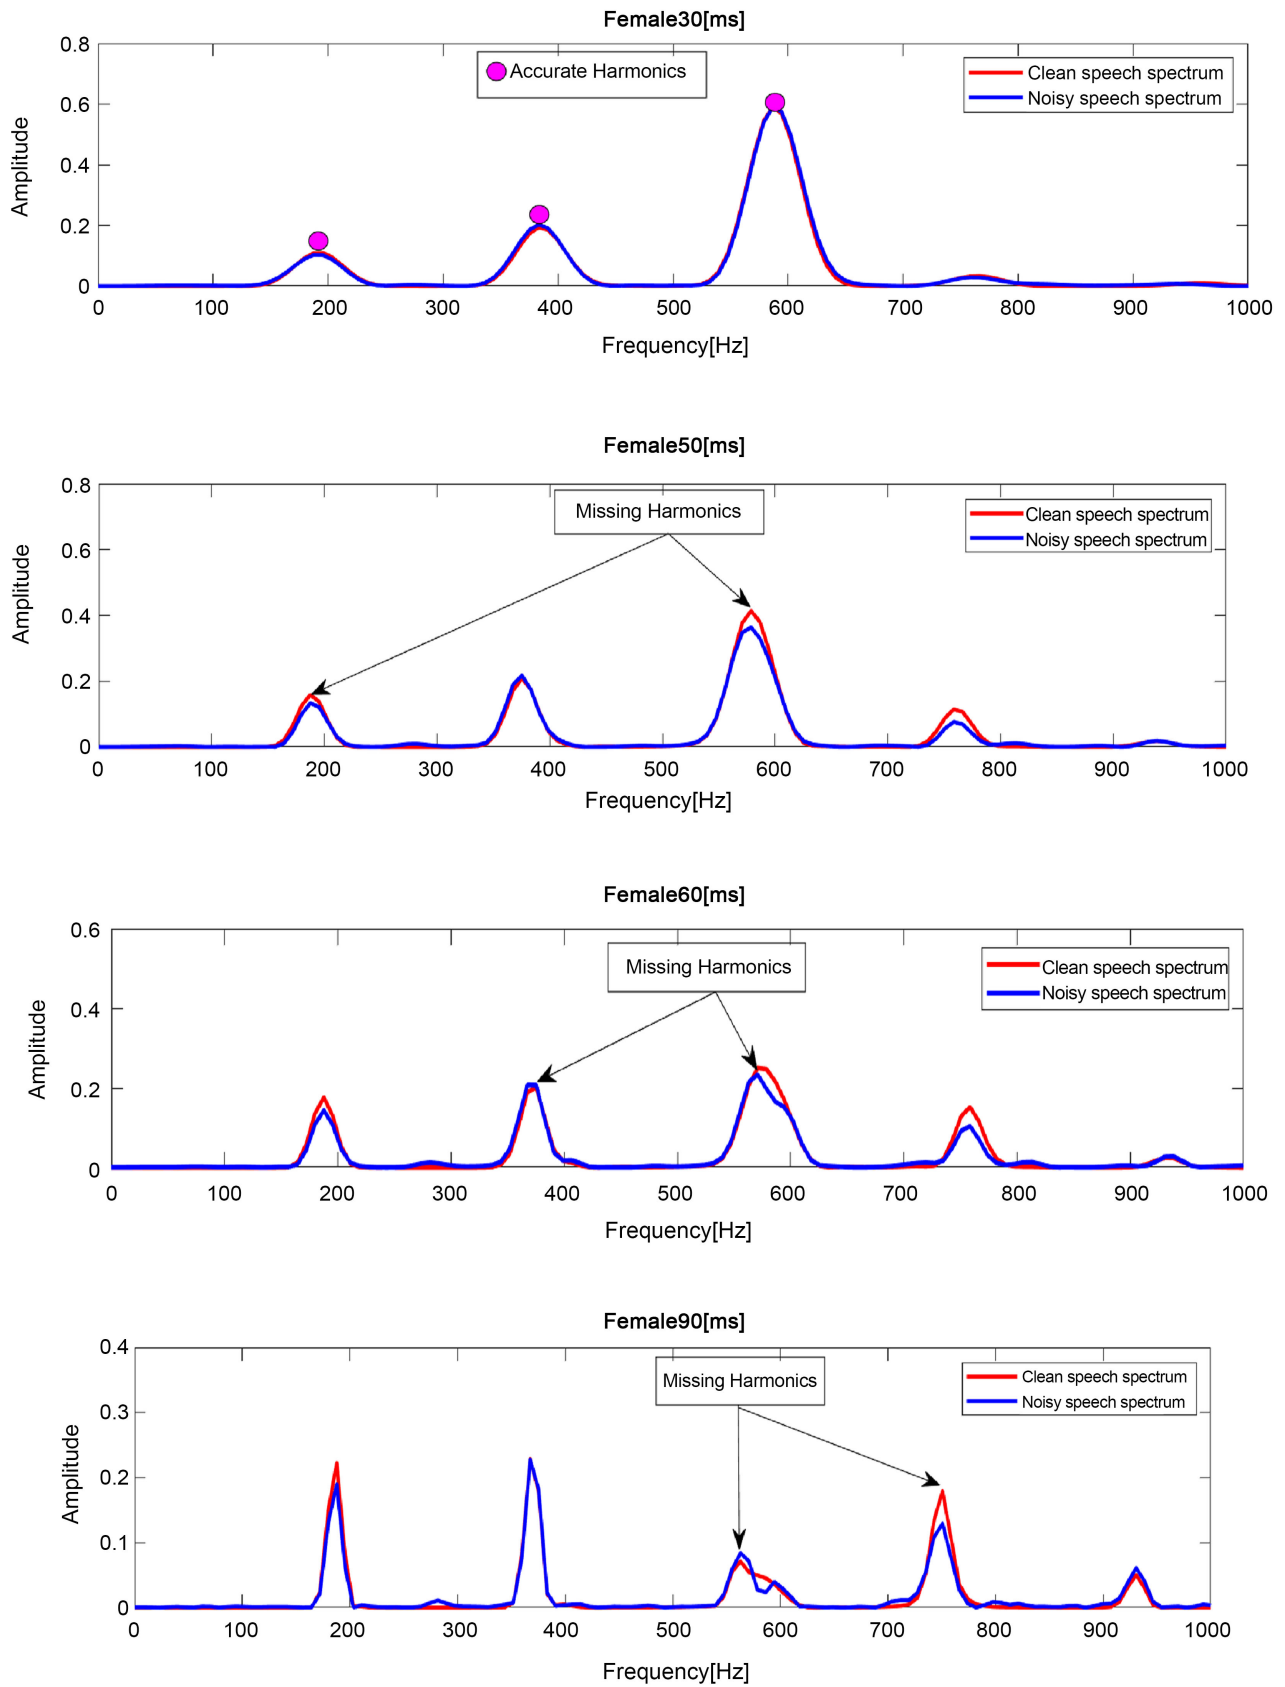 Female30[ms]
0.8
0.6
0.4
0.2
0
Amplitude
Accurate Harmonics
Clean speech spectrum
Noisy speech spectrum
0 100 200 300 400 500 600 700 800 900 1000
Frequency[Hz]
Female50[ms]
0.8
0.6
0.4
0.2
0
Amplitude
Missing Harmonics
Clean speech spectrum
Noisy speech spectrum
0 100 200 300 400 500 600 700 800 900 1000
Frequency[Hz]
Female60[ms]
0.6
0.4
0.2
0
Amplitude
Missing Harmonics
Clean speech spectrum
Noisy speech spectrum
0 100 200 300 400 500 600 700 800 900 1000
Frequency[Hz]
Female90[ms]
0.4
0.3
0.2
0.1
0
Amplitude
Missing Harmonics
Clean speech spectrum
Noisy speech spectrum
0 100 200 300 400 500 600 700 800 900 1000
Frequency[Hz]